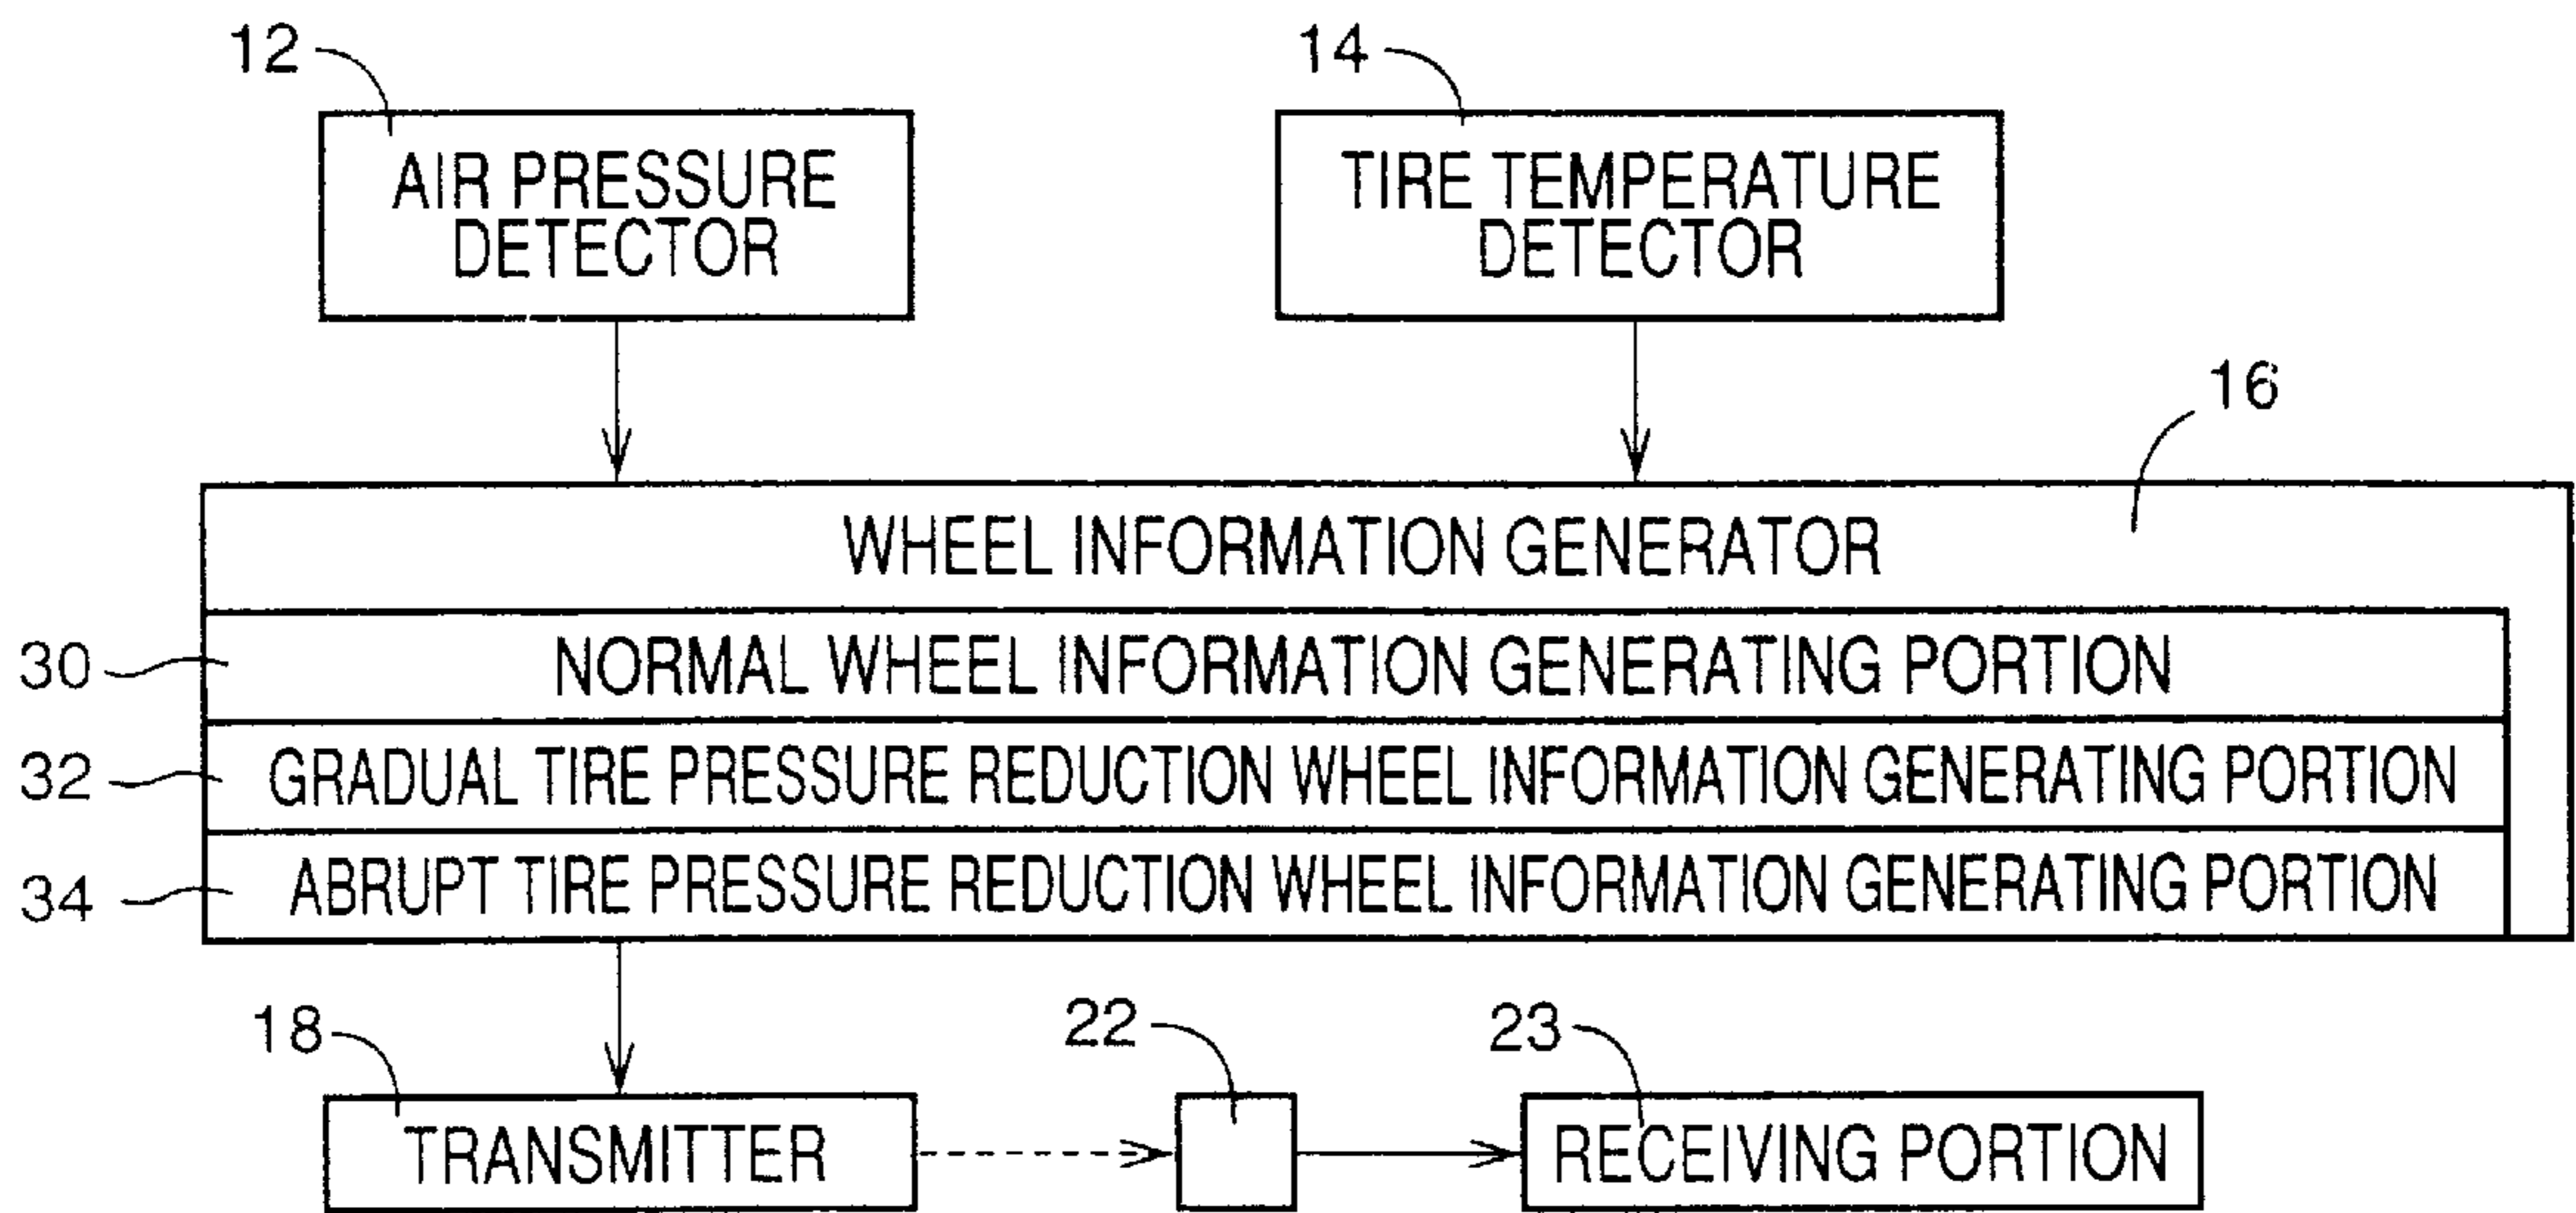 12
14
AIR PRESSURE
DETECTOR
TIRE TEMPERATURE
DETECTOR
16
WHEEL INFORMATION GENERATOR
30
NORMAL WHEEL INFORMATION GENERATING PORTION
32
GRADUAL TIRE PRESSURE REDUCTION WHEEL INFORMATION GENERATING PORTION
34
ABRUPT TIRE PRESSURE REDUCTION WHEEL INFORMATION GENERATING PORTION
18
22
23
TRANSMITTER
RECEIVING PORTION